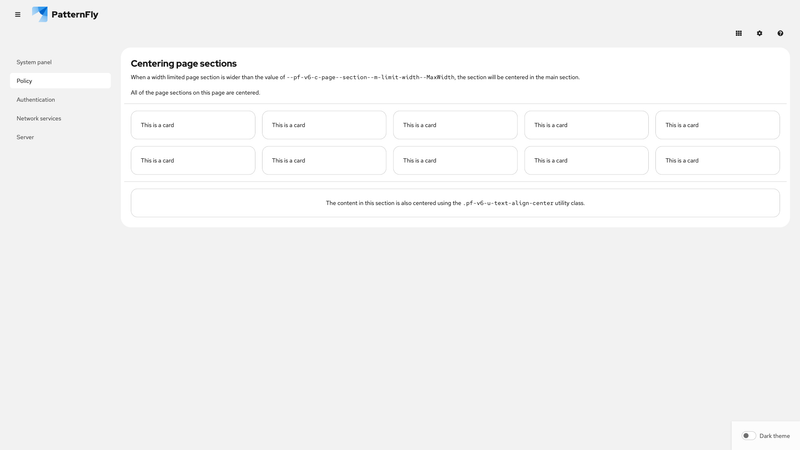 PatternFly
System panel
Policy
Authentication
Network services
Server
Centering page sections
When a width limited page section is wider than the value of --pf-v6-c-page--section--m-limit-width--MaxWidth, the section will be centered in the main section.
All of the page sections on this page are centered.
This is a card
This is a card
This is a card
This is a card
This is a card
This is a card
This is a card
This is a card
This is a card
This is a card
The content in this section is also centered using the .pf-v6-u-text-align-center utility class.
Dark theme